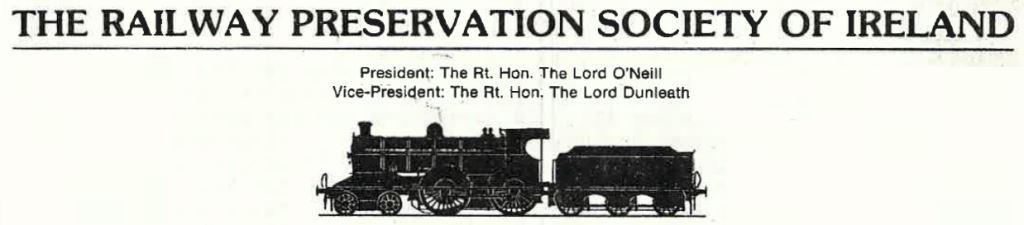 THE RAILWAY PRESERVATION SOCIETY OF IRELAND
President: The Rt. Hon. The Lord O'Neill
Vice-President: The Rt. Hon. The Lord Dunleath